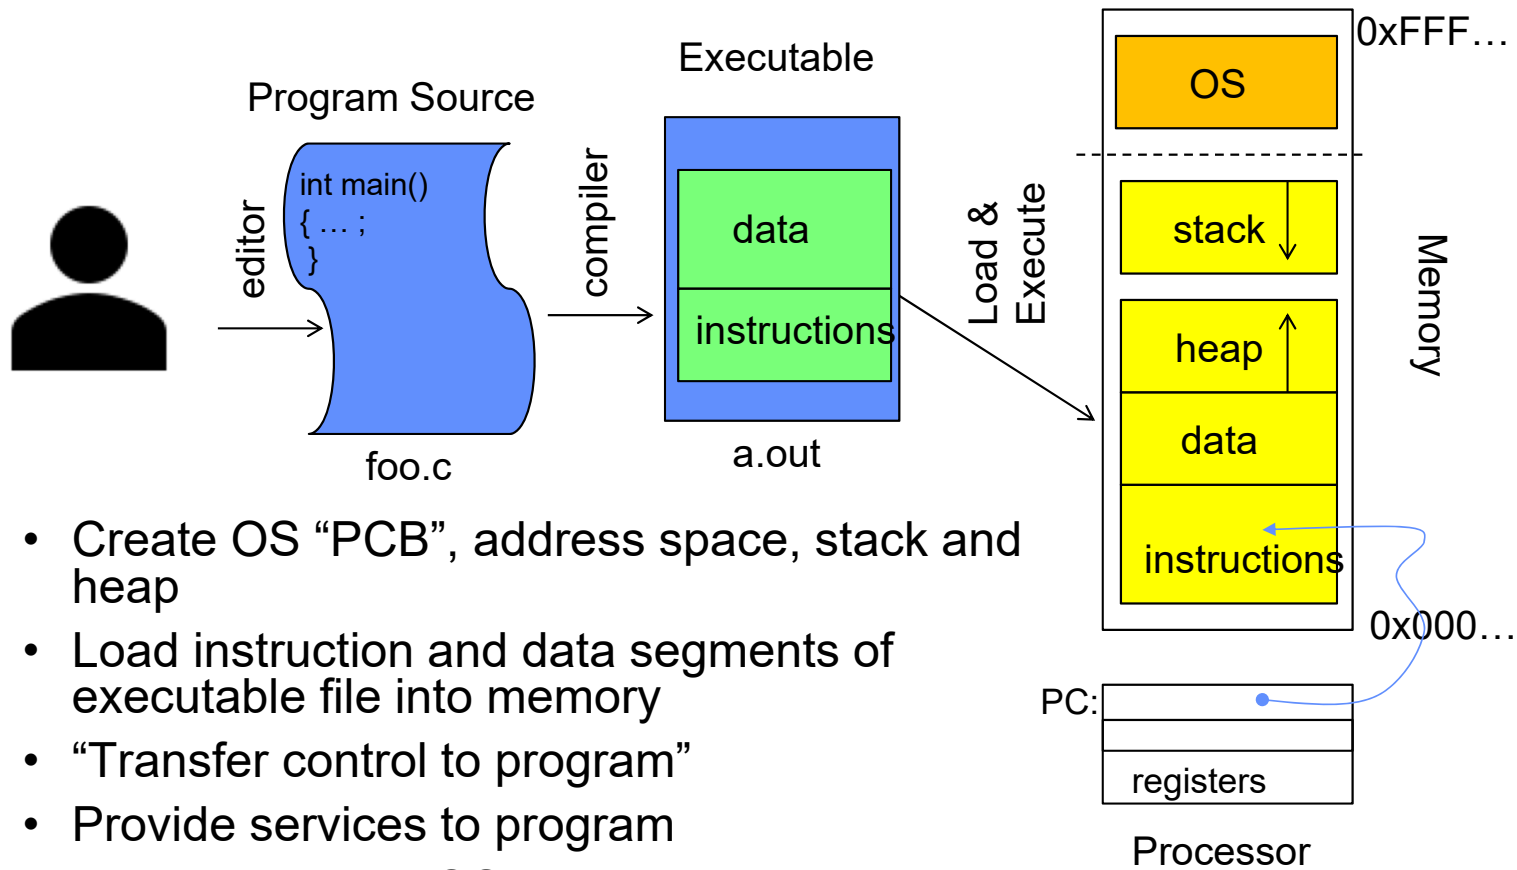 Program Source
Executable
0xFFF…
OS
int main()
{ … ;
}
editor
compiler
data
instructions
Load &
Execute
stack
heap
data
instructions
Memory
foo.c
a.out
0x000…
PC:
registers
Processor
• Create OS “PCB”, address space, stack and
heap
• Load instruction and data segments of
executable file into memory
• “Transfer control to program”
• Provide services to program